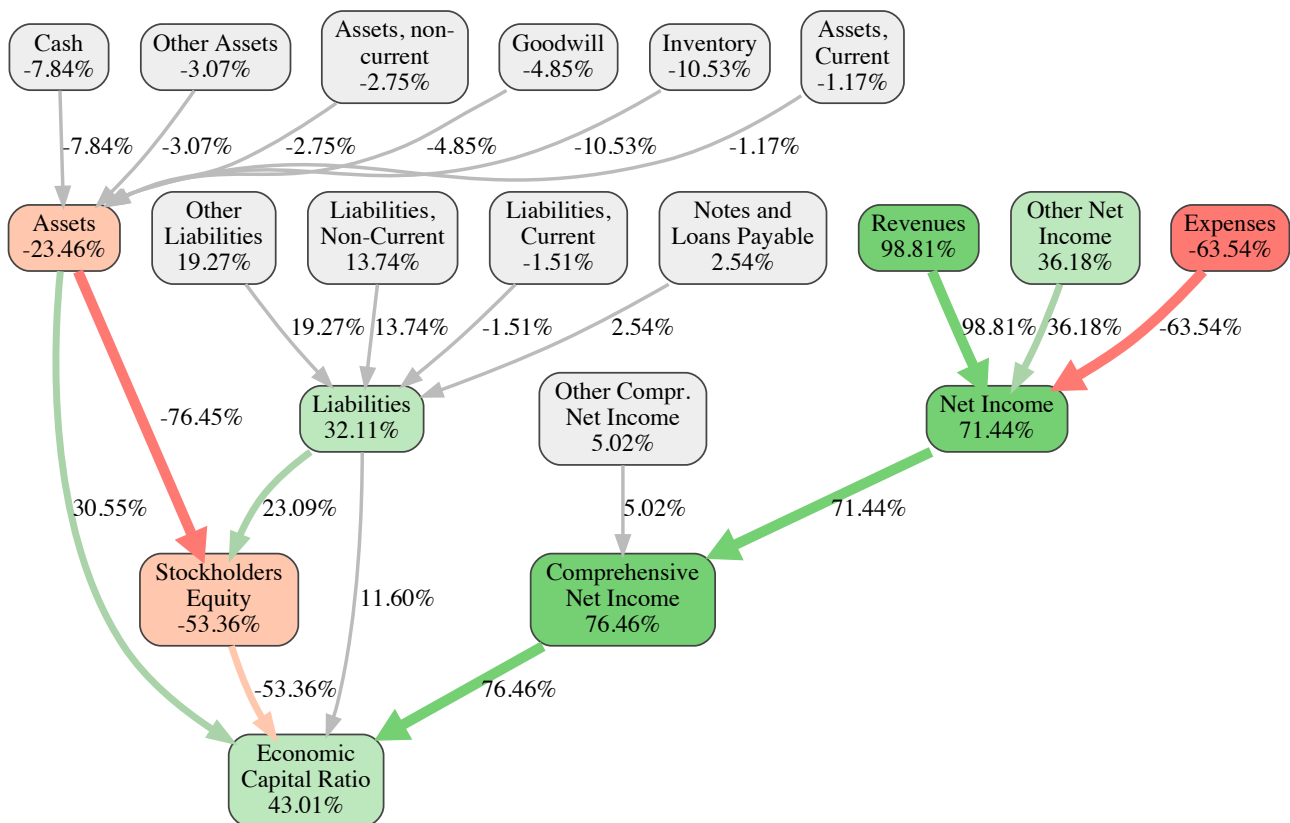 Cash
-7.84%
Other Assets
-3.07%
Assets, non-
current
-2.75%
Goodwill
-4.85%
Inventory
-10.53%
Assets,
Current
-1.17%
-7.84%
-3.07%
-2.75%
-4.85%
-10.53%
-1.17%
Assets
-23.46%
Other
Liabilities
19.27%
Liabilities,
Non-Current
13.74%
Liabilities,
Current
-1.51%
Notes and
Loans Payable
2.54%
Revenues
98.81%
Other Net
Income
36.18%
Expenses
-63.54%
19.27%
13.74%
-1.51%
2.54%
98.81%
36.18%
-63.54%
-76.45%
Liabilities
32.11%
Other Compr.
Net Income
5.02%
Net Income
71.44%
30.55%
23.09%
5.02%
71.44%
Stockholders
Equity
-53.36%
11.60%
Comprehensive
Net Income
76.46%
-53.36%
76.46%
Economic
Capital Ratio
43.01%